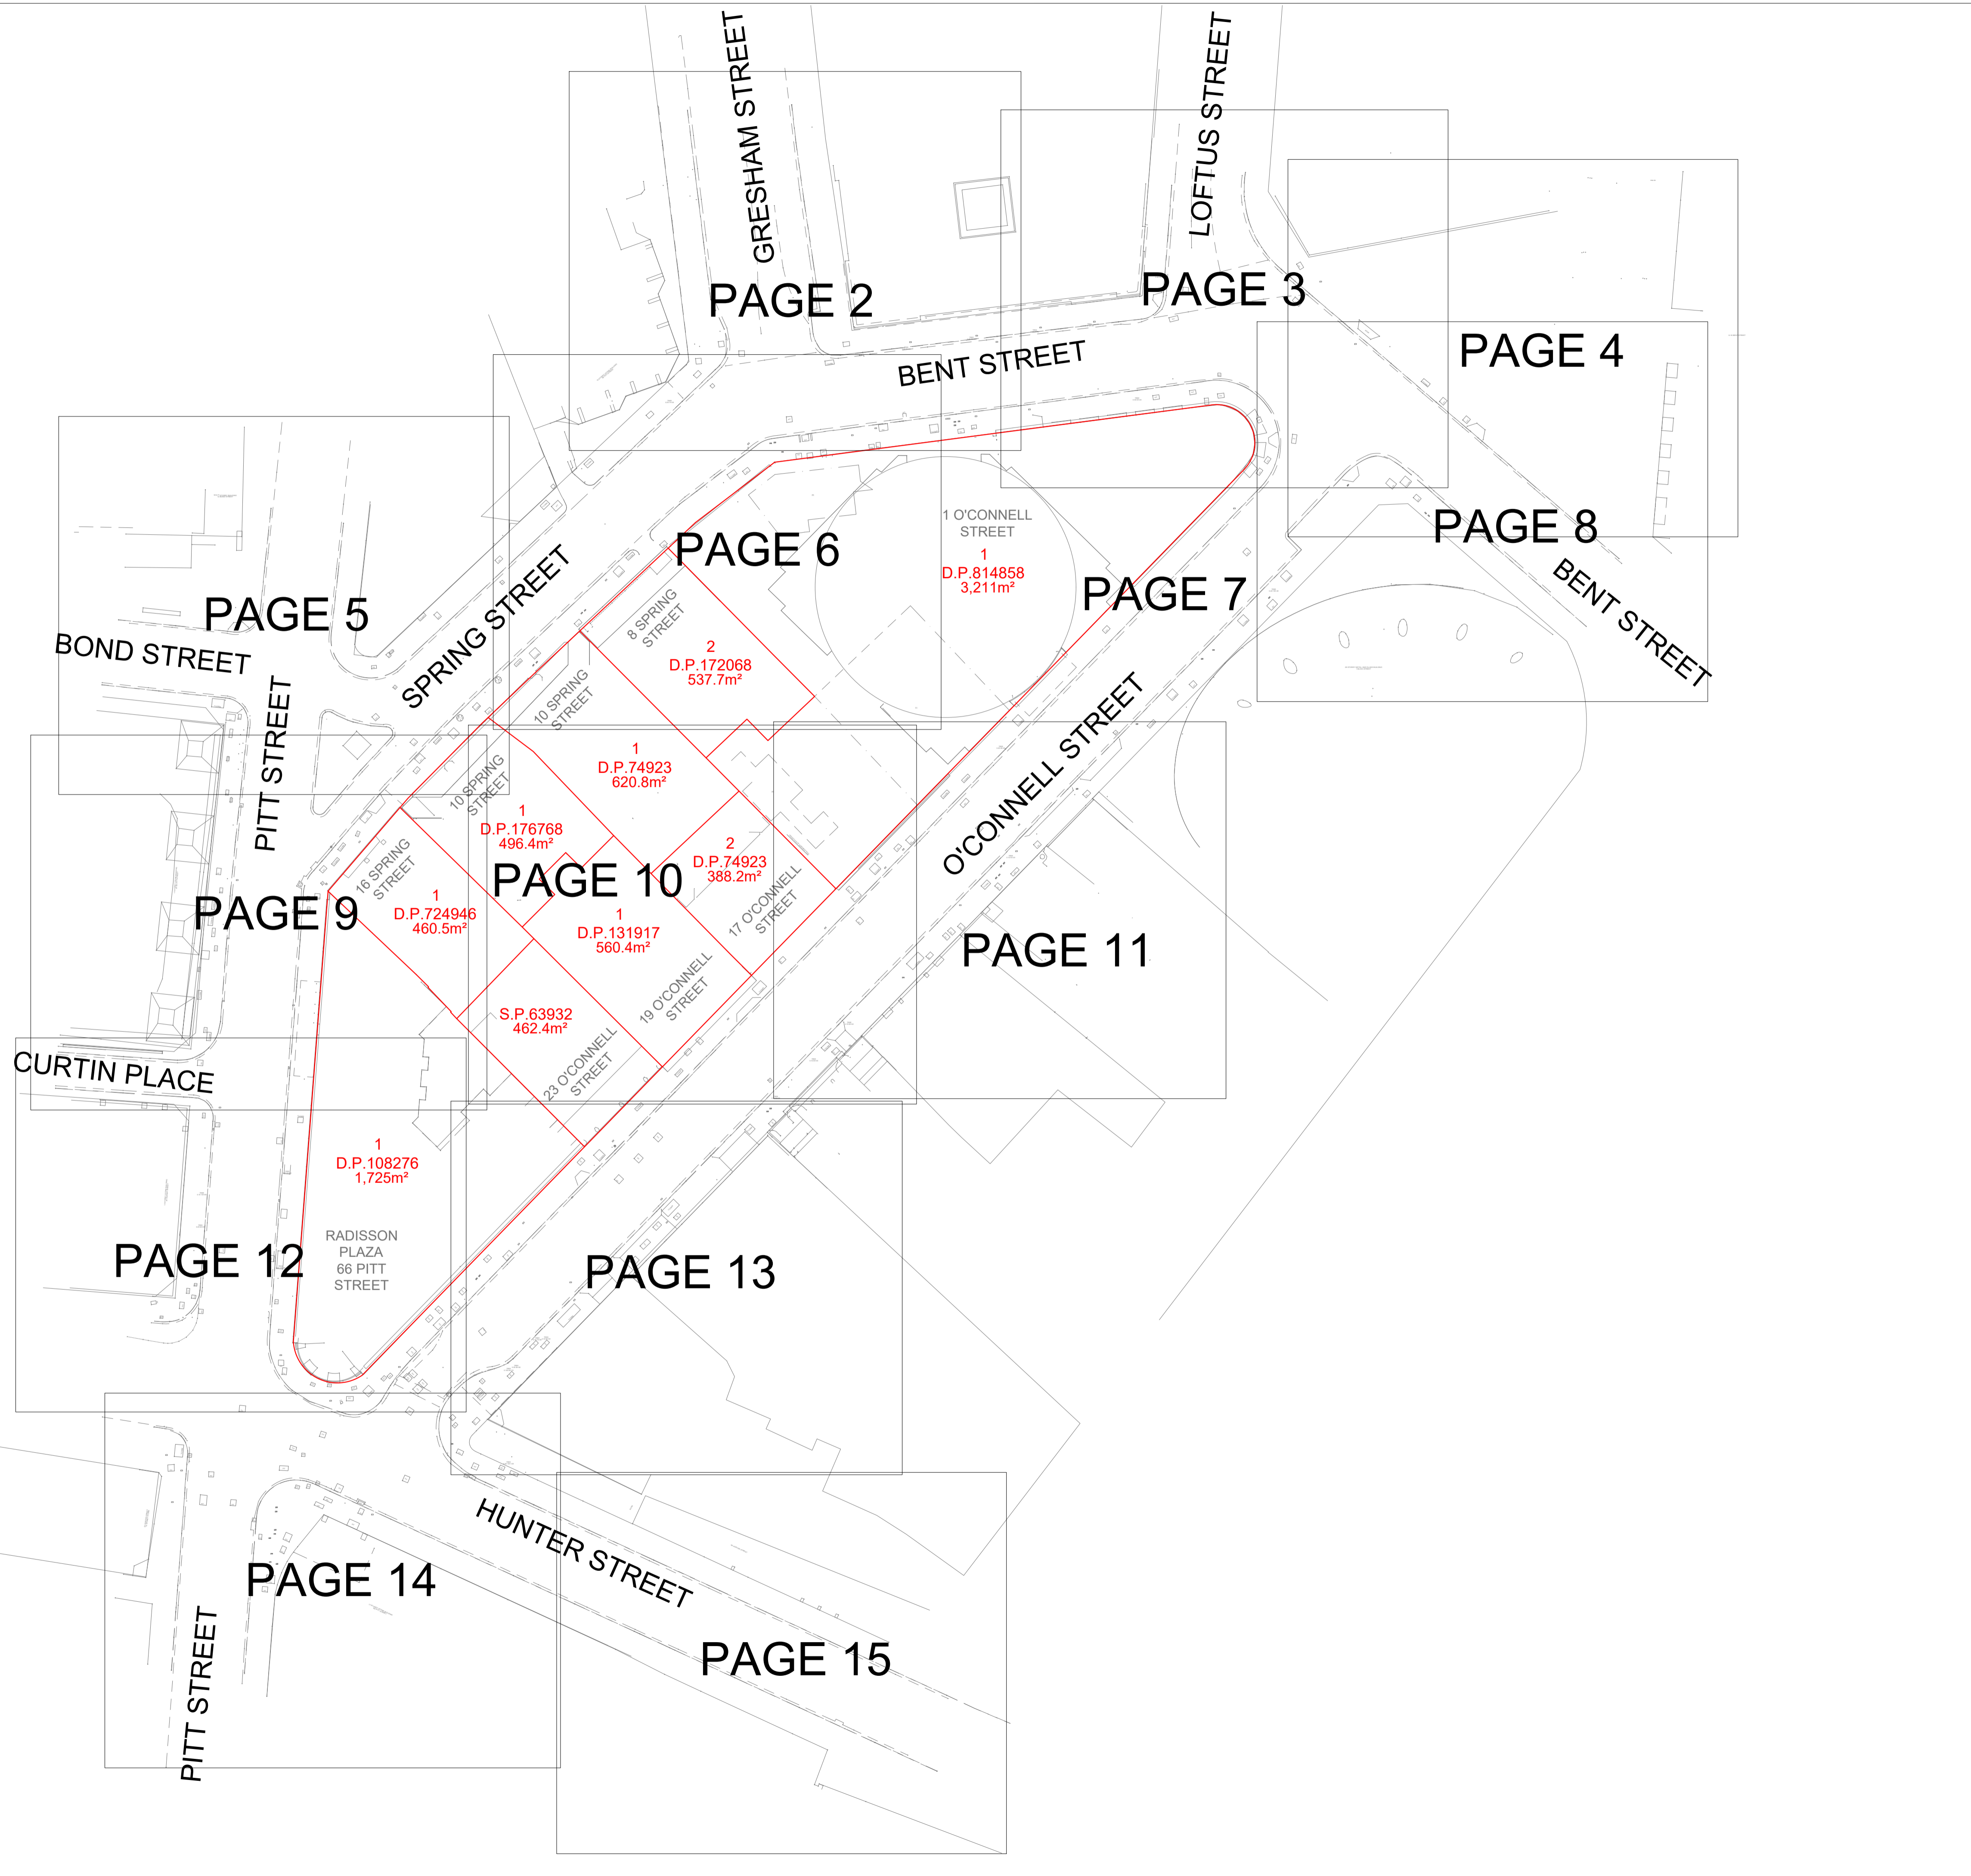 GRESHAM STREET
LOFTUS STREET
PAGE 2
PAGE 3
PAGE 4
BENT STREET
1 O'CONNELL
STREET
1
D.P.814858
3,211m²
PAGE 6
PAGE 7
PAGE 8
BENT STREET
PAGE 5
BOND STREET
SPRING STREET
PITT STREET
8 SPRING
STREET
2
D.P.172068
537.7m²
10 SPRING
STREET
1
D.P.74923
620.8m²
10 SPRING
STREET
1
D.P.176768
496.4m²
O'CONNELL STREET
2
D.P.74923
388.2m²
16 SPRING
STREET
PAGE 10
PAGE 9
1
D.P.724946
460.5m²
1
D.P.131917
560.4m²
17 O'CONNELL
STREET
PAGE 11
19 O'CONNELL
STREET
S.P.63932
462.4m²
23 O'CONNELL
STREET
CURTIN PLACE
1
D.P.108276
1,725m²
RADISSON
PLAZA
66 PITT
STREET
PAGE 12
PAGE 13
HUNTER STREET
PAGE 14
PAGE 15
PITT STREET